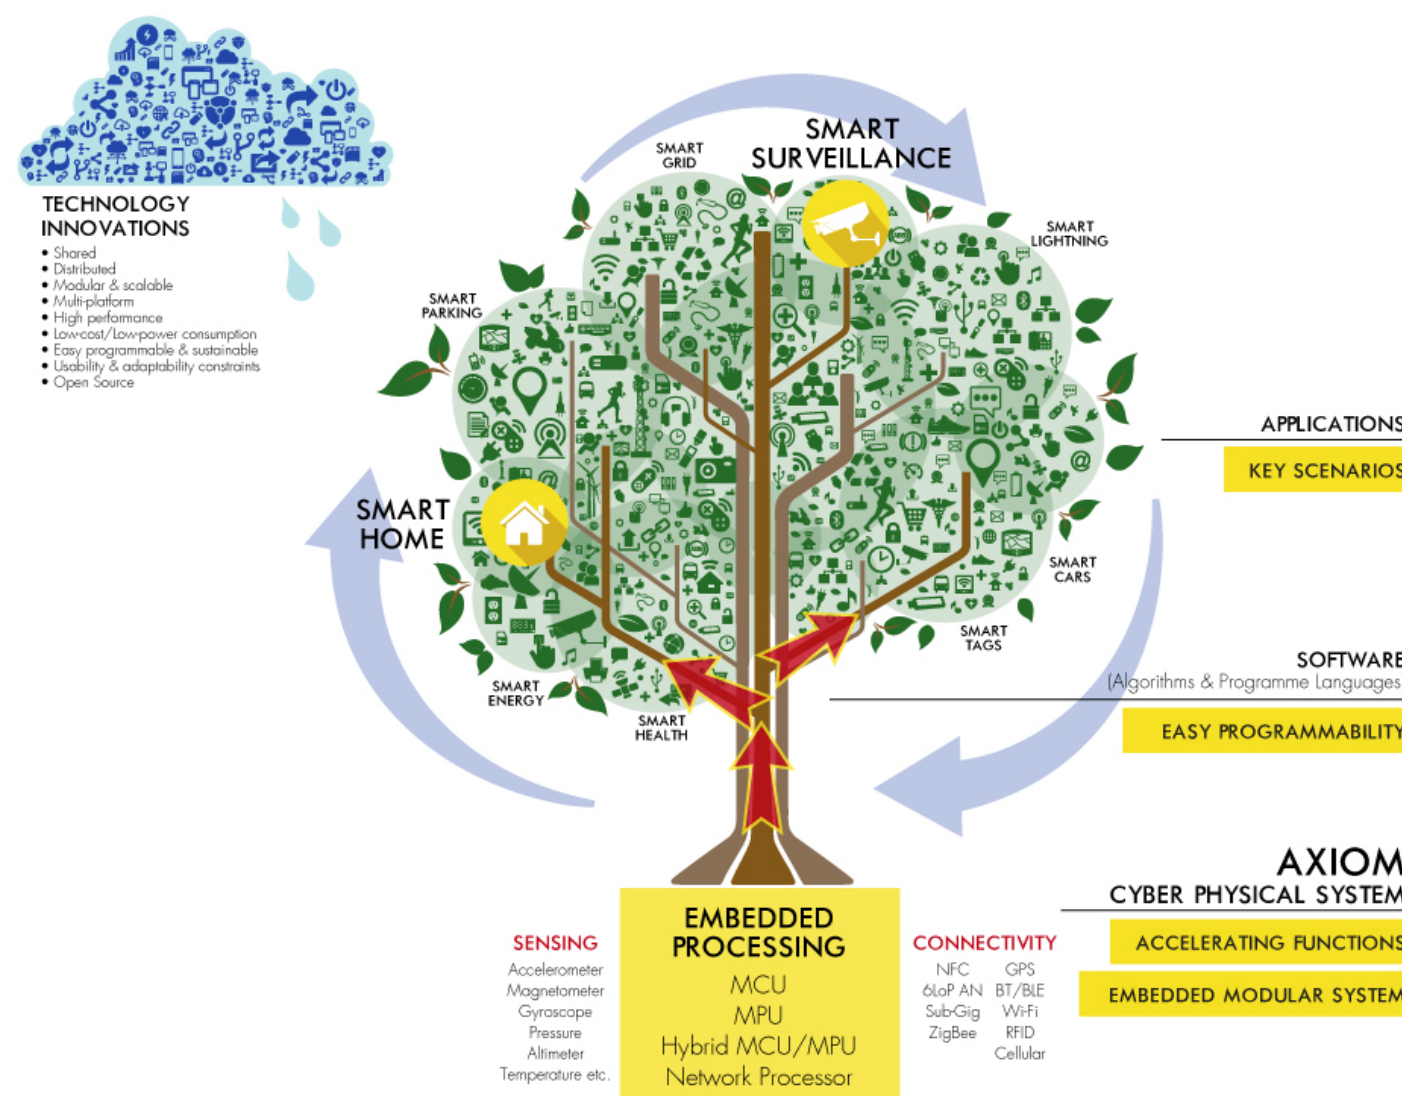 TECHNOLOGY
INNOVATIONS
• Shared
• Distributed
• Modular & scalable
• Multi-platform
• High performance
• Low-cost/Low-power consumption
• Easy programmable & sustainable
• Usability & adaptability constraints
• Open Source
SMART
GRID
SMART
SURVEILLANCE
SMART
LIGHTNING
SMART
PARKING
SMART
HOME
SMART
CARS
SMART
TAGS
SMART
ENERGY
SMART
HEALTH
APPLICATIONS
KEY SCENARIOS
SOFTWARE
(Algorithms & Programme Languages
EASY PROGRAMMABILITY
AXIOM
CYBER PHYSICAL SYSTEM
ACCELERATING FUNCTIONS
EMBEDDED MODULAR SYSTEM
SENSING
Accelerometer
Magnetometer
Gyroscope
Pressure
Altimeter
Temperature etc.
EMBEDDED
PROCESSING
MCU
MPU
Hybrid MCU/MPU
Network Processor
CONNECTIVITY
NFC GPS
6LoP AN BT/BLE
Sub-Gig Wi-Fi
ZigBee RFID
Cellular